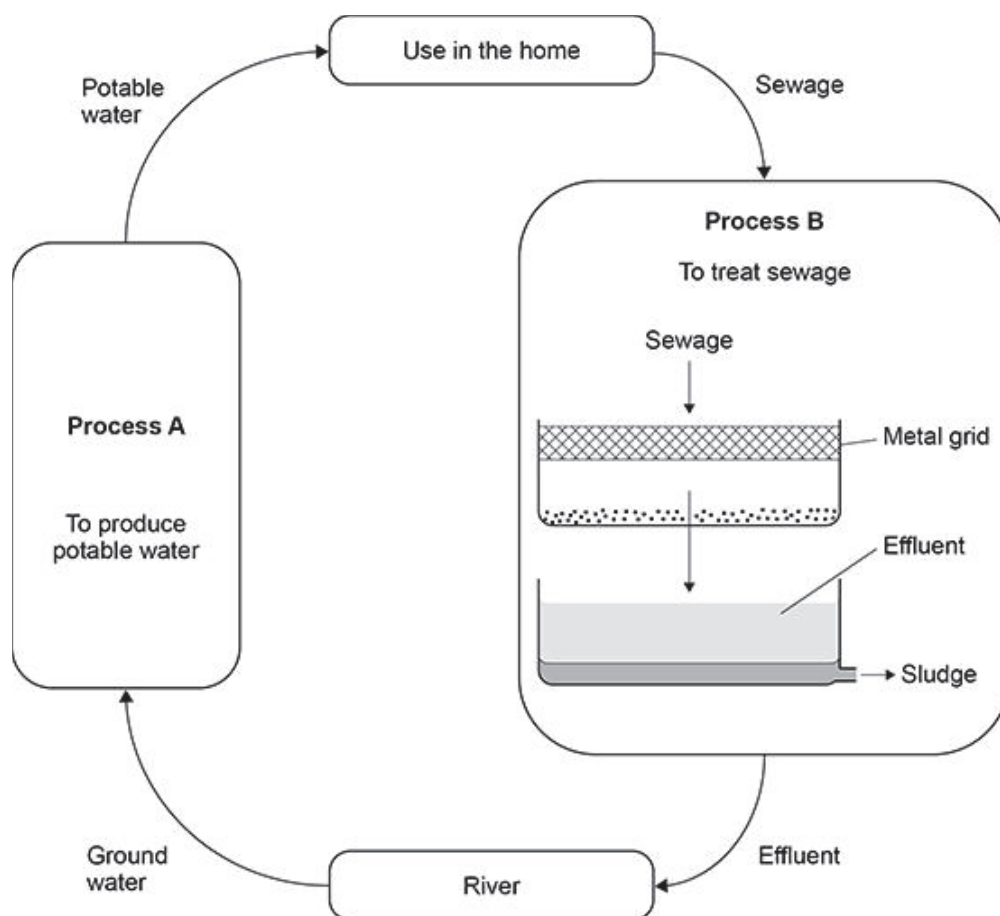 Use in the home
Potable
water
Sewage
Process B
To treat sewage
Sewage
Metal grid
Effluent
Sludge
Process A
To produce
potable water
Ground
water
River
Effluent